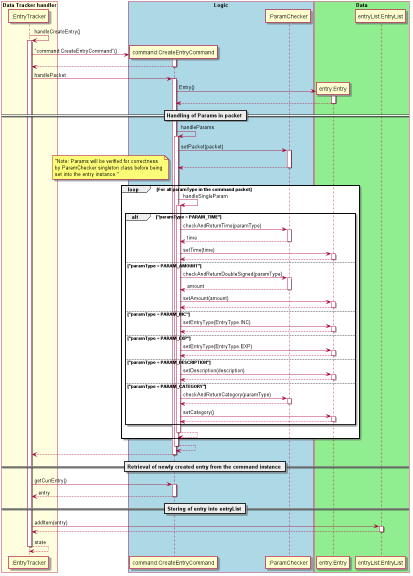 Data Tracker handler
Logic
Data
:EntryTracker
:ParamChecker
entryList:EntryList
handleCreateEntry()
"command:CreateEntryCommand"()
command:CreateEntryCommand
handlePacket
Entry()
entry:Entry
Handling of Params in packet
handleParams
setPacket(packet)
"Note: Params will be verified for correctness
by ParamChecker singleton class before being
set into the entry instance."
loop
[For all paramType in the command packet]
handleSingleParam
alt
["paramType = PARAM_TIME"]
checkAndReturnTime(paramType)
time
setTime(time)
["paramType = PARAM_AMOUNT"]
checkAndReturnDoubleSigned(paramType)
amount
setAmount(amount)
["paramType = PARAM_INC"]
setEntryType(EntryType.INC)
["paramType = PARAM_EXP"]
setEntryType(EntryType.EXP)
["paramType = PARAM_DESCRIPTION"]
setDescription(description)
["paramType = PARAM_CATEGORY"]
checkAndReturnCategory(paramType)
setCategory()
Retrieval of newly created entry from the command instance
getCurrEntry()
entry
Storing of entry into entryList
addItem(entry)
state
:EntryTracker
command:CreateEntryCommand
:ParamChecker
entry:Entry
entryList:EntryList